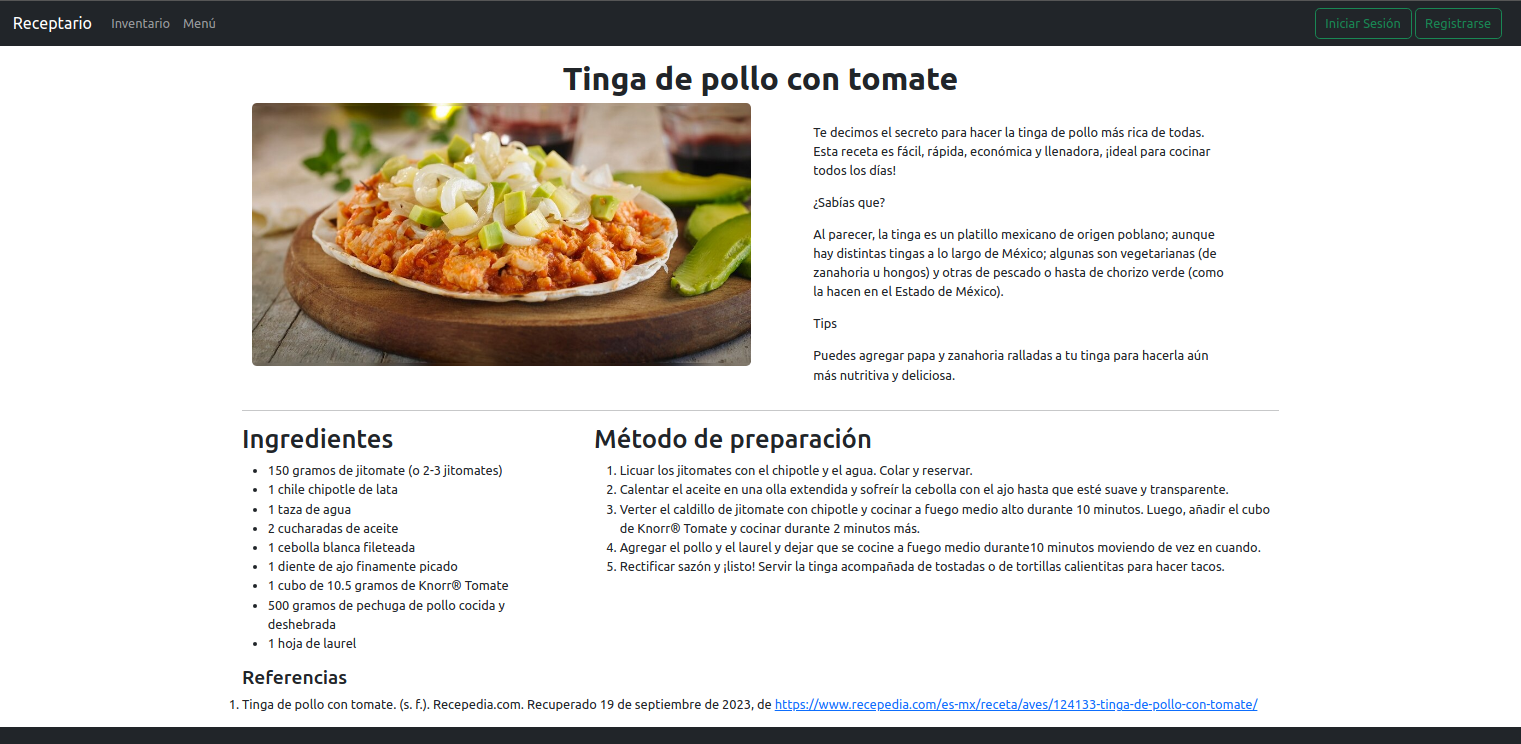 Receptario Inventario Menú Iniciar Sesión Registrarse
Tinga de pollo con tomate
Te decimos el secreto para hacer la tinga de pollo más rica de todas.
Esta receta es fácil, rápida, económica y llenadora, ¡ideal para cocinar
todos los días!
¿Sabías que?
Al parecer, la tinga es un platillo mexicano de origen poblano; aunque
hay distintas tingas a lo largo de México; algunas son vegetarianas (de
zanahoria u hongos) y otras de pescado o hasta de chorizo verde (como
la hacen en el Estado de México).
Tips
Puedes agregar papa y zanahoria ralladas a tu tinga para hacerla aún
más nutritiva y deliciosa.
Ingredientes
• 150 gramos de jitomate (o 2-3 jitomates)
• 1 chile chipotle de lata
• 1 taza de agua
• 2 cucharadas de aceite
• 1 cebolla blanca fileteada
• 1 diente de ajo finamente picado
• 1 cubo de 10.5 gramos de Knorr® Tomate
• 500 gramos de pechuga de pollo cocida y
deshebrada
• 1 hoja de laurel
Método de preparación
1. Licuar los jitomates con el chipotle y el agua. Colar y reservar.
2. Calentar el aceite en una olla extendida y sofreír la cebolla con el ajo hasta que esté suave y transparente.
3. Verter el caldillo de jitomate con chipotle y cocinar a fuego medio alto durante 10 minutos. Luego, añadir el cubo
de Knorr® Tomate y cocinar durante 2 minutos más.
4. Agregar el pollo y el laurel y dejar que se cocine a fuego medio durante10 minutos moviendo de vez en cuando.
5. Rectificar sazón y ¡listo! Servir la tinga acompañada de tostadas o de tortillas calientitas para hacer tacos.
Referencias
1. Tinga de pollo con tomate. (s. f.). Recepedia.com. Recuperado 19 de septiembre de 2023, de https://www.recepedia.com/es-mx/receta/aves/124133-tinga-de-pollo-con-tomate/